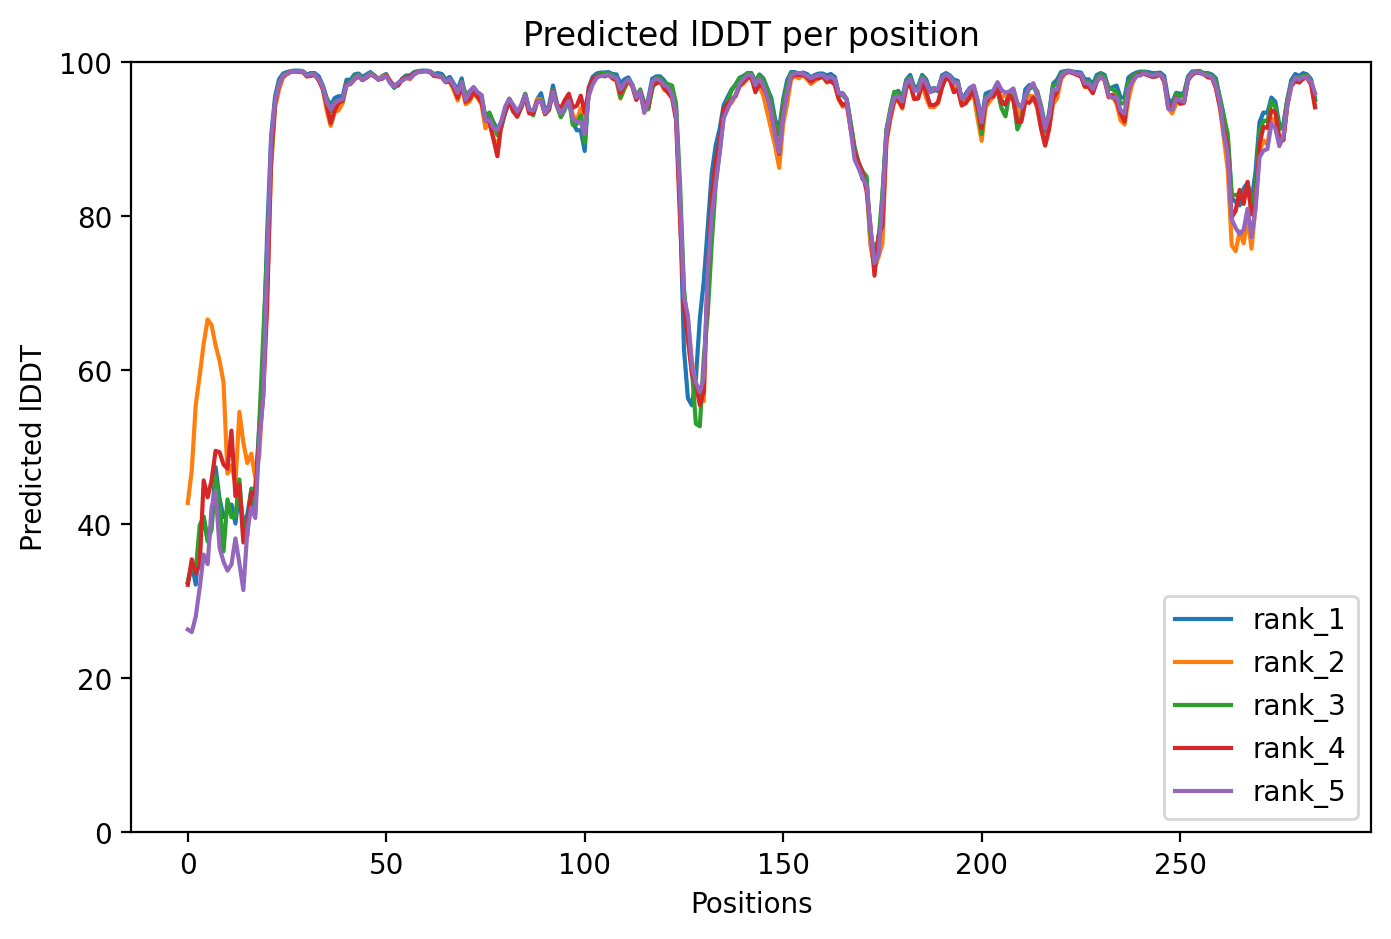 Predicted lDDT per position
100
80
60
40
20
0
Predicted lDDT
0 50 100 150 200 250
Positions
rank_1
rank_2
rank_3
rank_4
rank_5